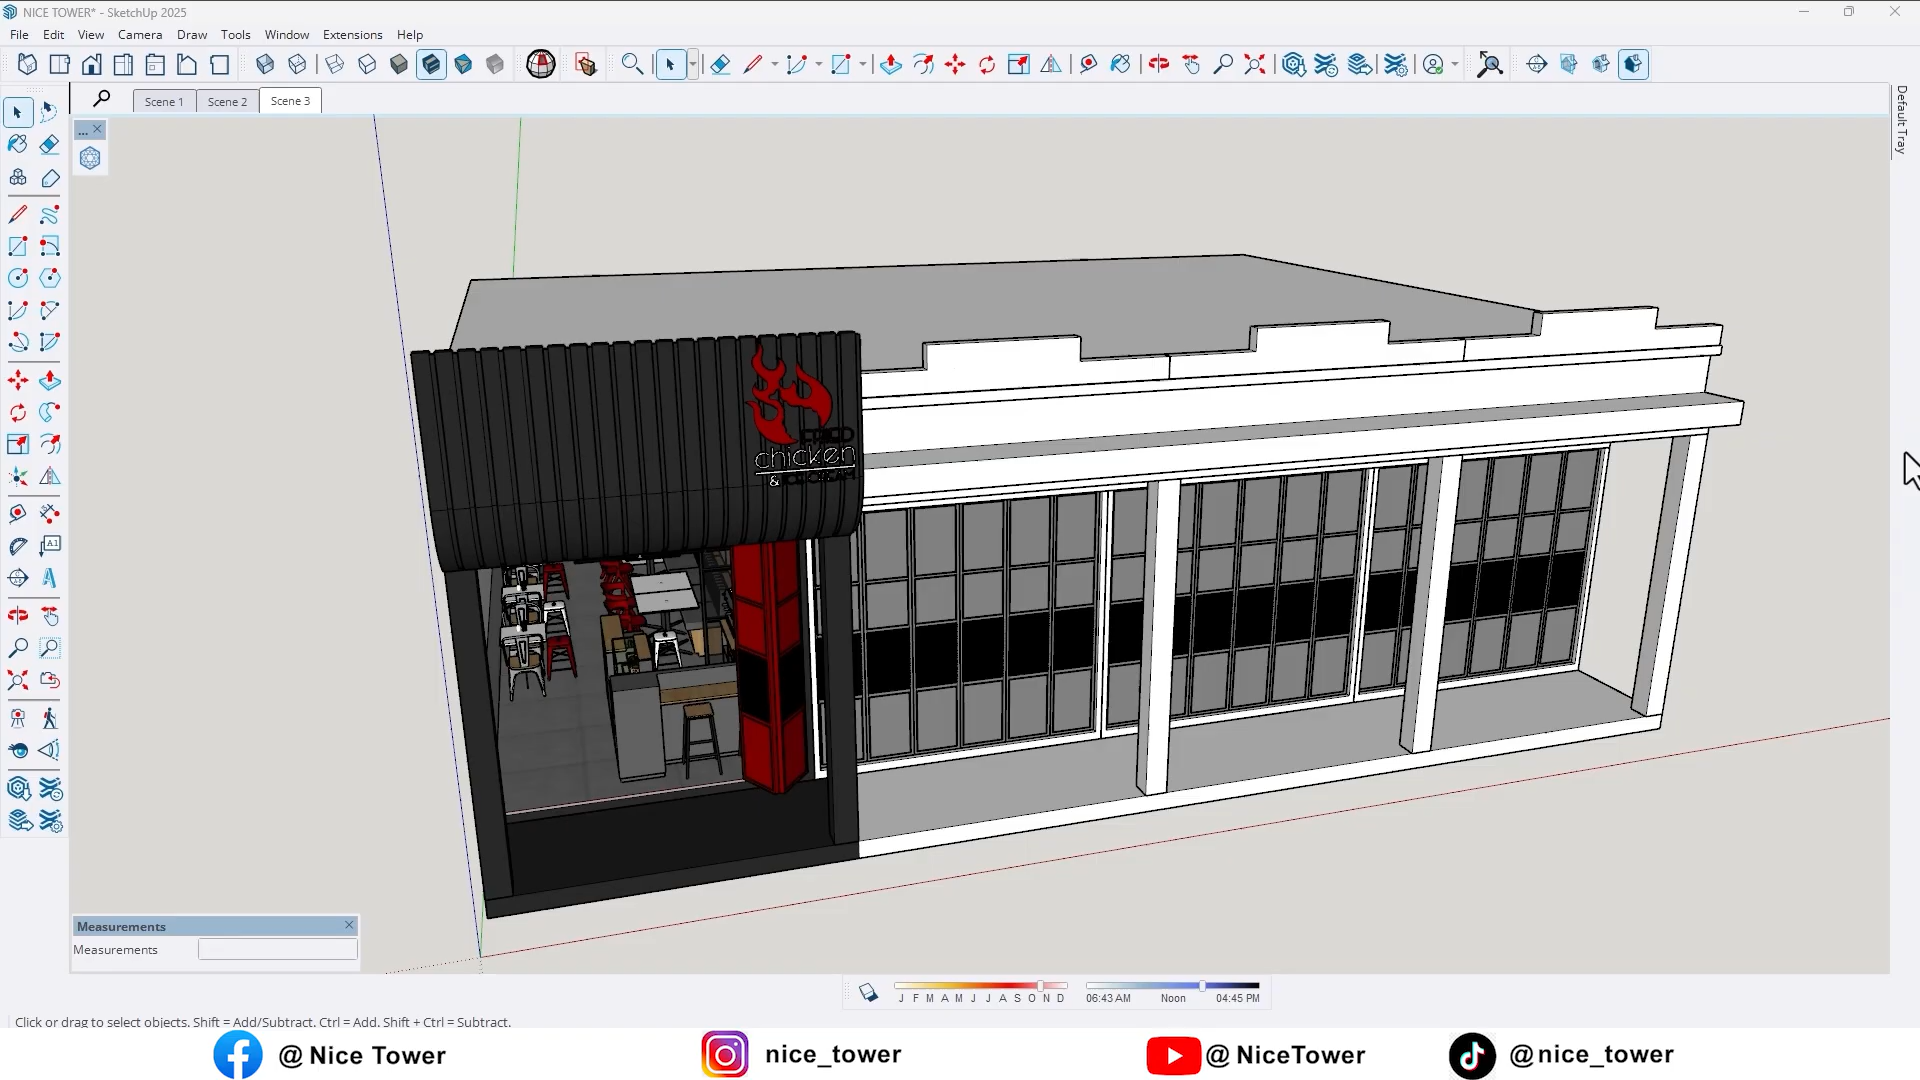 NICE TOWER* - SketchUp 2025
File Edit View Camera Draw Tools Window Extensions Help
Scene 1 Scene 2 Scene 3
Default Tray
...
FRIED
chicken
&
A1
Measurements
Measurements
J F M A M J J A S O N D
06:43 AM Noon 04:45 PM
Click or drag to select objects. Shift = Add/Subtract. Ctrl = Add. Shift + Ctrl = Subtract.
@ Nice Tower nice_tower @ NiceTower @nice_tower